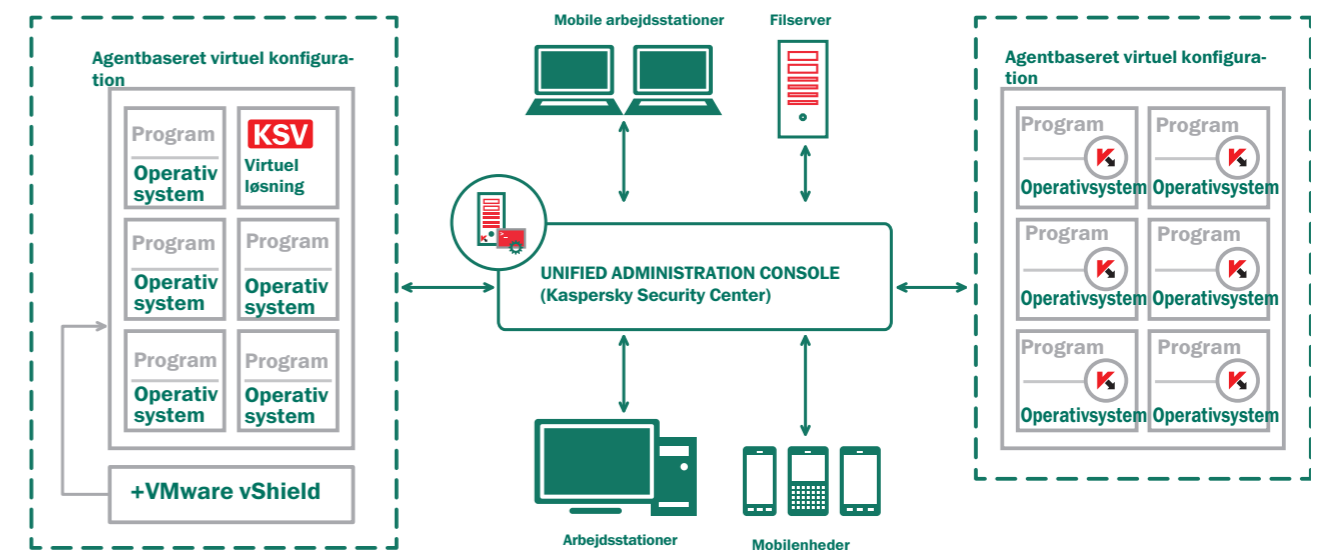 Agentbaseret virtuel konfigura-
tion
Program
Operativ
system
KSV
Virtuel
løsning
Program
Operativ
system
Program
Operativ
system
Program
Operativ
system
Program
Operativ
system
+VMware vShield
Mobile arbejdsstationer
Filserver
UNIFIED ADMINISTRATION CONSOLE
(Kaspersky Security Center)
Arbejdsstationer
Mobilenheder
Agentbaseret virtuel konfigura-
tion
Program
Operativsystem
Program
Operativsystem
Program
Operativsystem
Program
Operativsystem
Program
Operativsystem
Program
Operativsystem